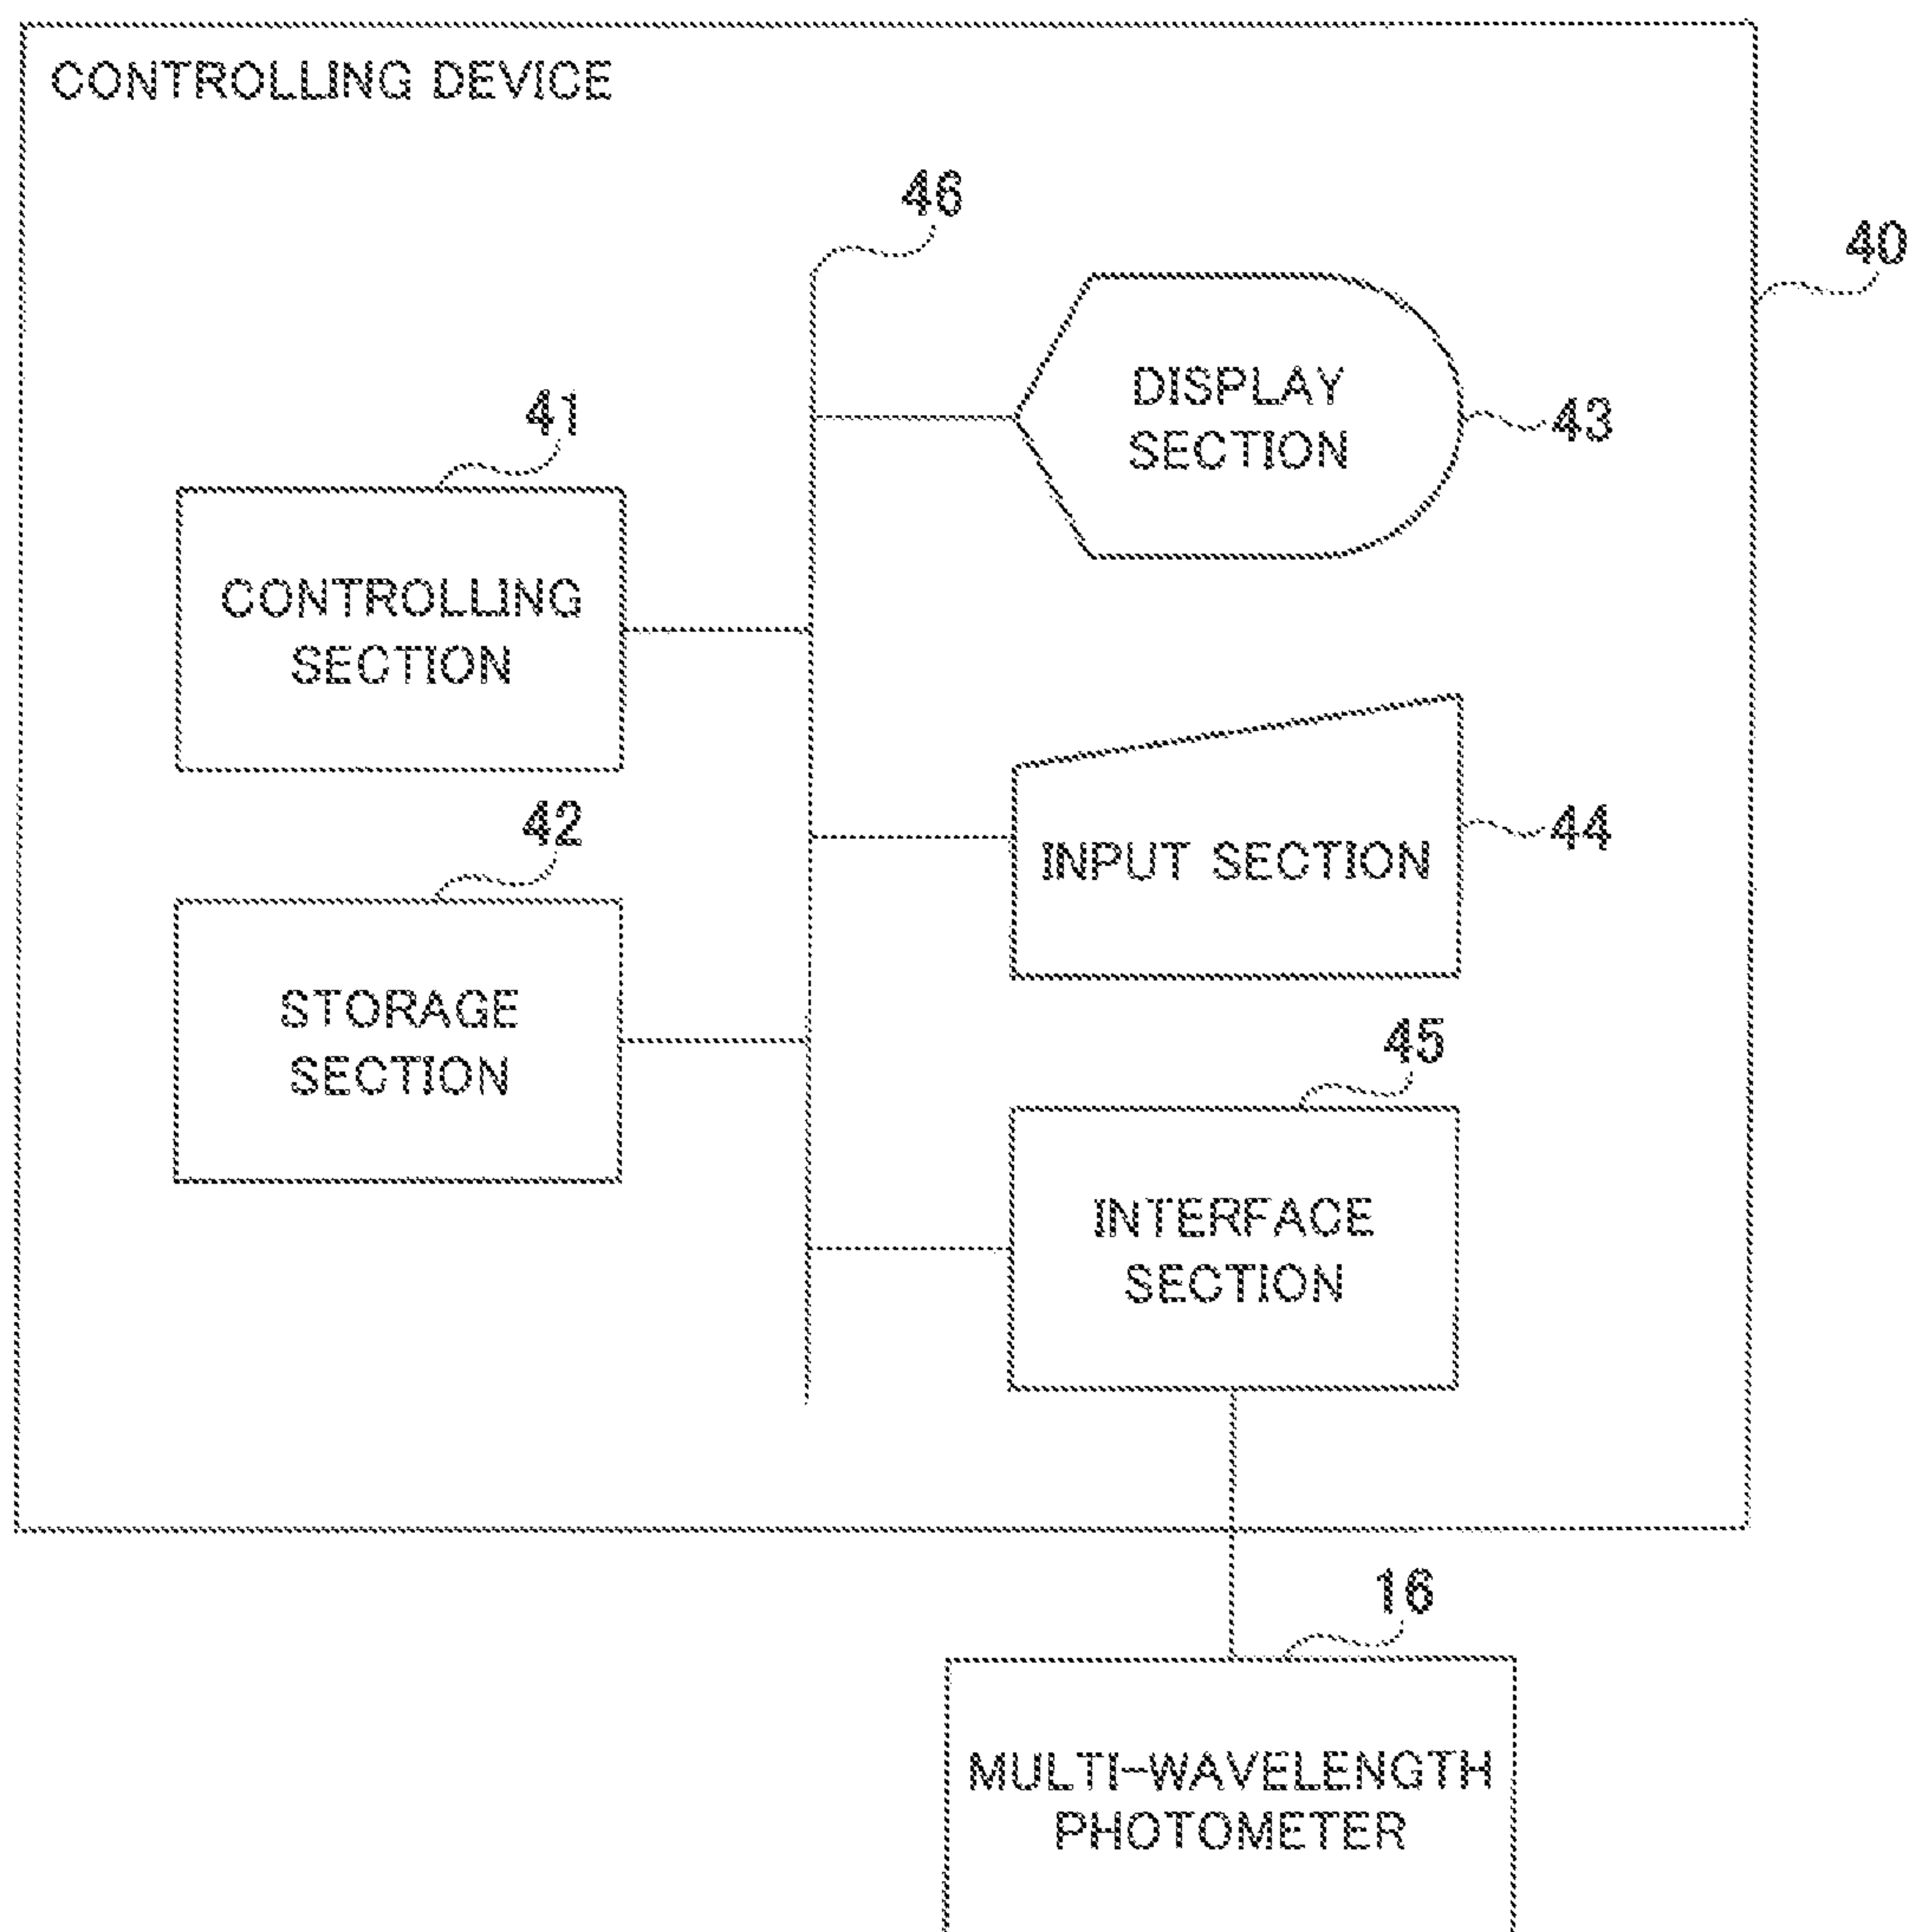 CONTROLLING DEVICE
46
40
DISPLAY
SECTION
43
41
CONTROLLING
SECTION
44
INPUT SECTION
42
STORAGE
SECTION
45
INTERFACE
SECTION
16
MULTI-WAVELENGTH
PHOTOMETER